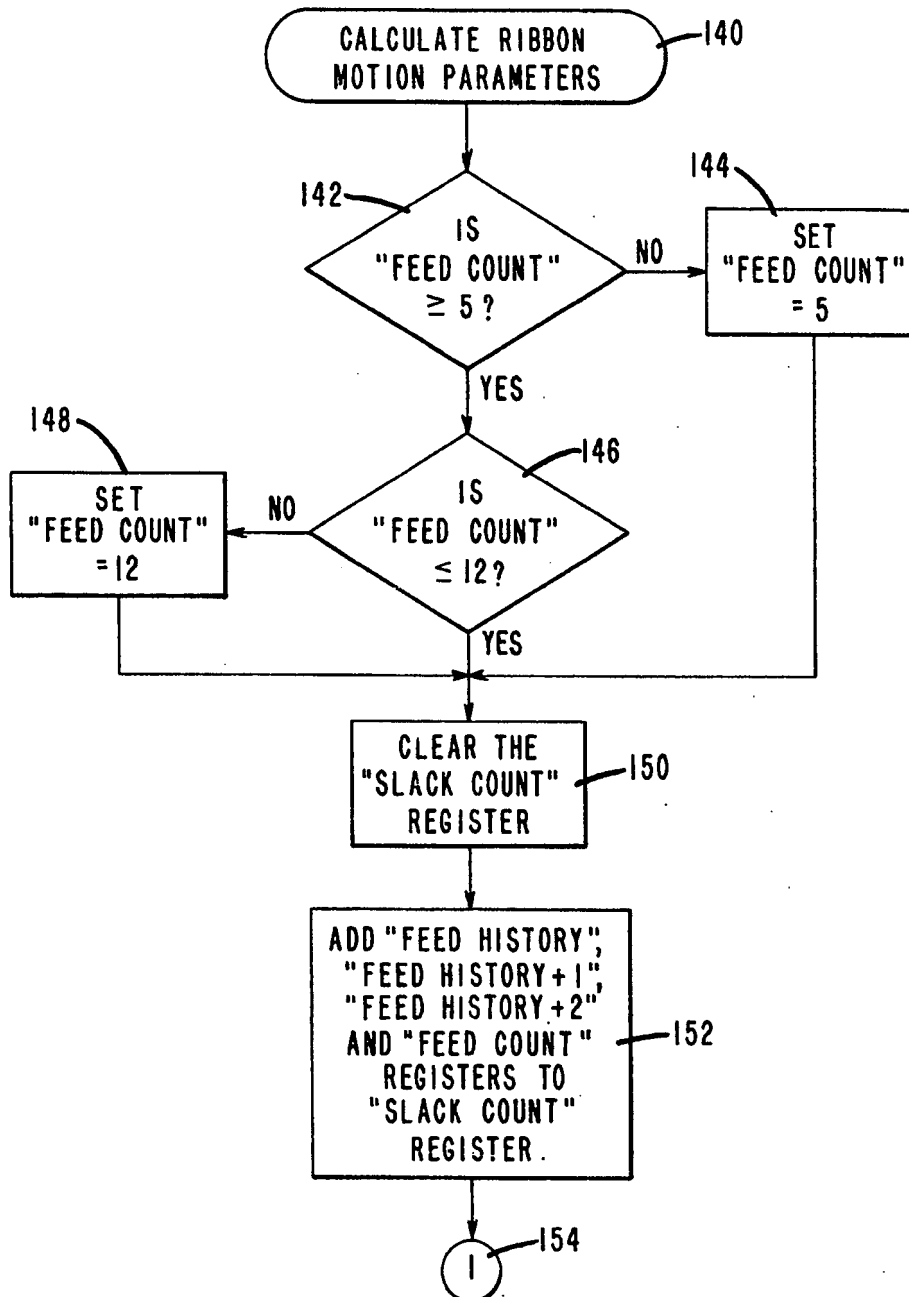 CALCULATE RIBBON
MOTION PARAMETERS
140
142
IS
"FEED COUNT"
≥ 5?
NO
144
SET
"FEED COUNT"
= 5
YES
148
SET
"FEED COUNT"
=12
NO
146
IS
"FEED COUNT"
≤ 12?
YES
CLEAR THE
"SLACK COUNT"
REGISTER
150
ADD "FEED HISTORY",
"FEED HISTORY+1",
"FEED HISTORY+2"
AND "FEED COUNT"
REGISTERS TO
"SLACK COUNT"
REGISTER.
152
1
154